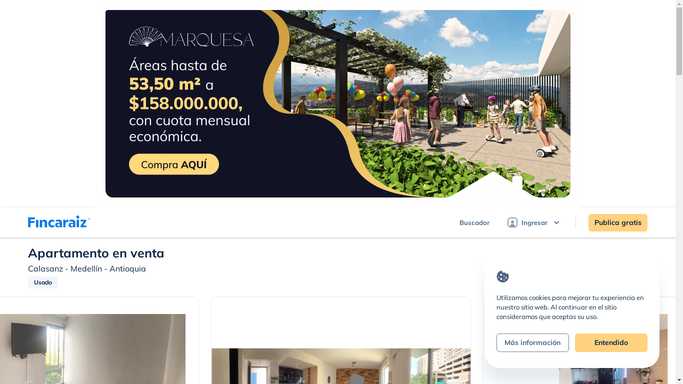 MARQUESA
Áreas hasta de
53,50 m² a
$158.000.000,
con cuota mensual
económica.
Compra AQUÍ
Fincaraíz
Buscador
Ingresar
Publica gratis
Apartamento en venta
Calasanz - Medellín - Antioquia
Usado
Utilizamos cookies para mejorar tu experiencia en
nuestro sitio web. Al continuar en el sitio
consideramos que aceptas su uso.
Más información
Entendido